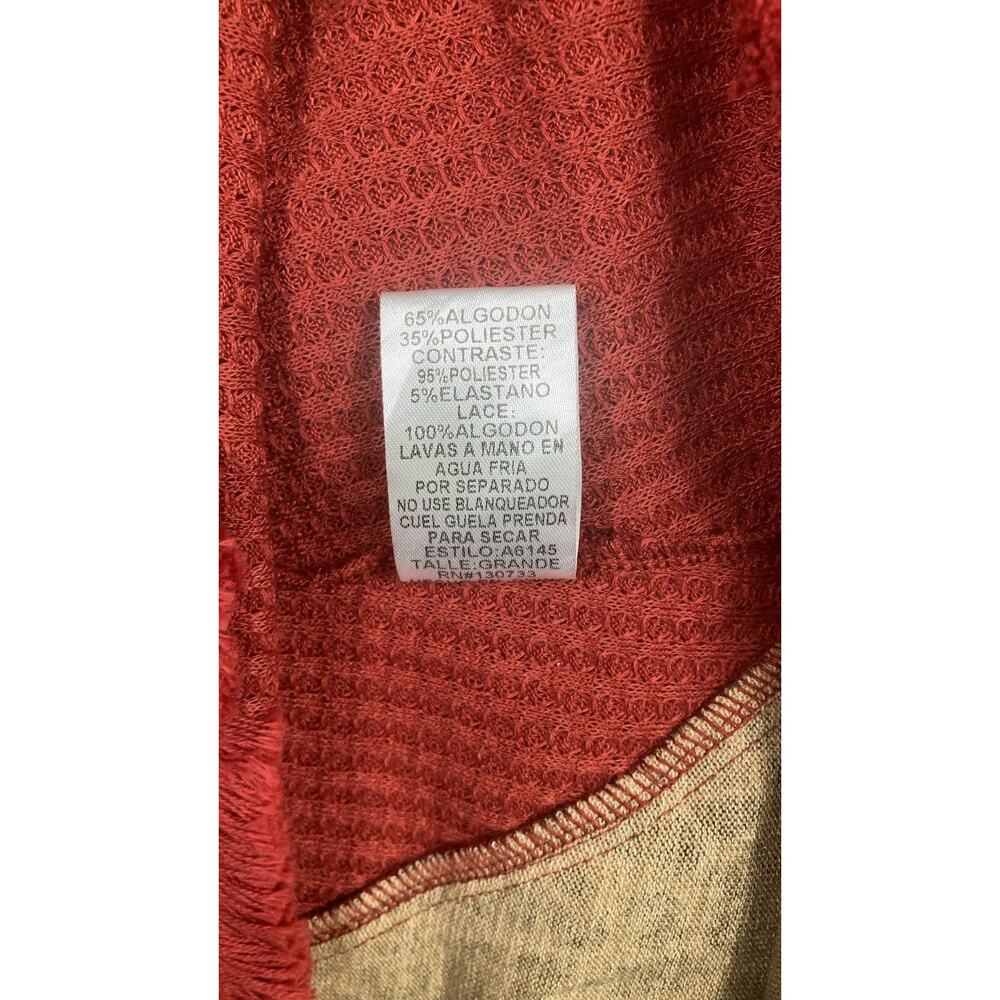 65%ALGODON
35%POLIESTER
CONTRASTE:
95%POLIESTER
5%ELASTANO
LACE:
100%ALGODON
LAVAS A MANO EN
AGUA FRIA
POR SEPARADO
NO USE BLANQUEADOR
CUEL GUELA PRENDA
PARA SECAR
ESTILO:A6145
TALLE:GRANDE
RN#130733